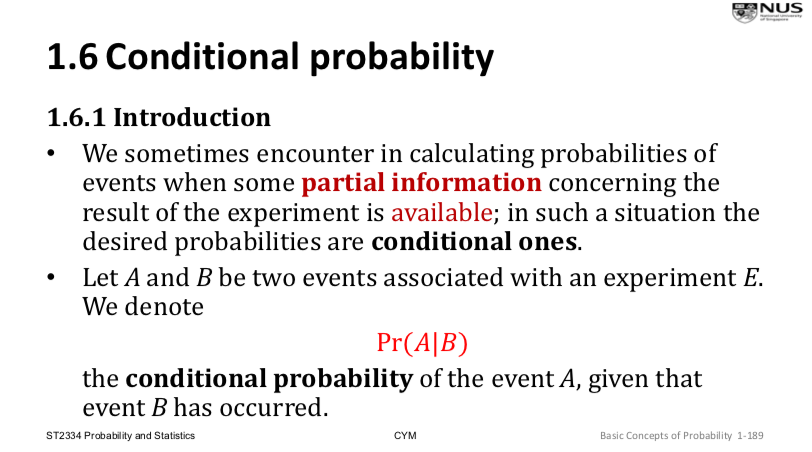 NUS
National University
of Singapore
1.6 Conditional probability
1.6.1 Introduction
• We sometimes encounter in calculating probabilities of
events when some partial information concerning the
result of the experiment is available; in such a situation the
desired probabilities are conditional ones.
• Let A and B be two events associated with an experiment E.
We denote
Pr(A|B)
the conditional probability of the event A, given that
event B has occurred.
ST2334 Probability and Statistics CYM Basic Concepts of Probability 1-189